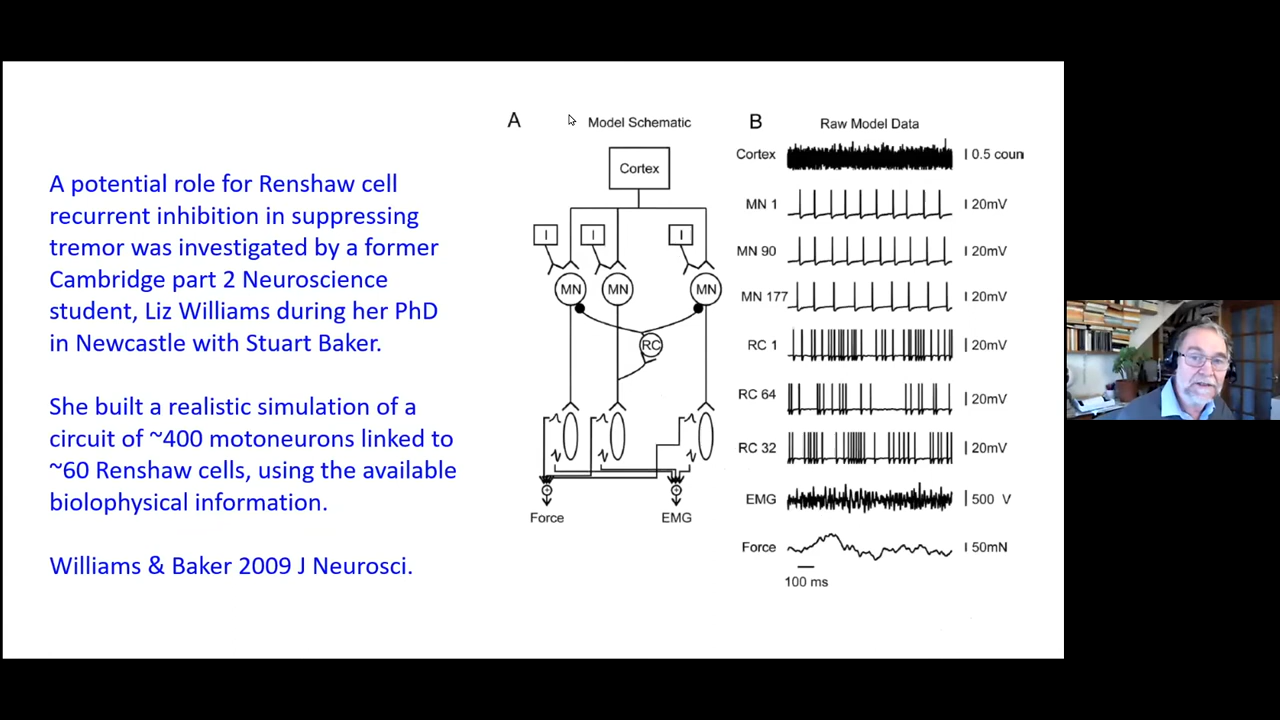 A potential role for Renshaw cell
recurrent inhibition in suppressing
tremor was investigated by a former
Cambridge part 2 Neuroscience
student, Liz Williams during her PhD
in Newcastle with Stuart Baker.
She built a realistic simulation of a
circuit of ~400 motoneurons linked to
~60 Renshaw cells, using the available
biolophysical information.
Williams & Baker 2009 J Neurosci.
A
Model Schematic
Cortex
I I I
MN MN MN
RC
Force EMG
B
Raw Model Data
Cortex 0.5 coun
MN 1 20mV
MN 90 20mV
MN 177 20mV
RC 1 20mV
RC 64 20mV
RC 32 20mV
EMG 500 V
Force 50mN
100 ms